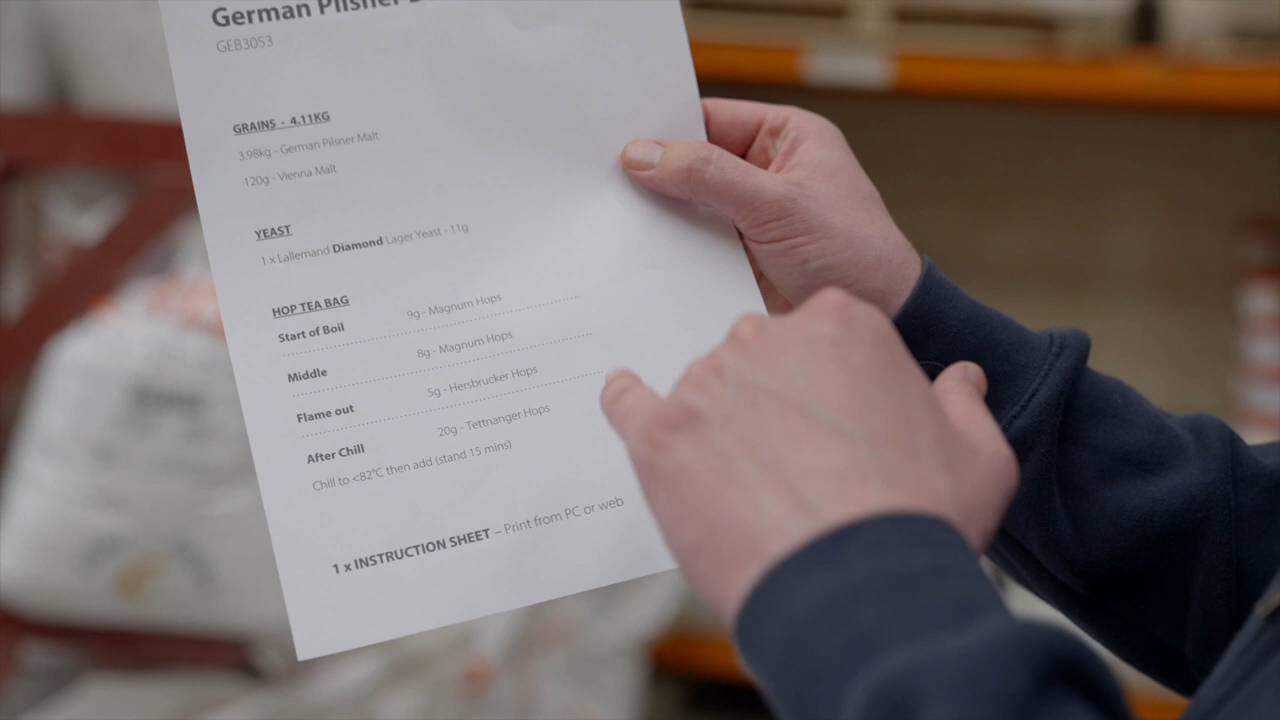 German Pilsner
GEB3053
GRAINS - 4.11KG
3.98kg - German Pilsner Malt
120g - Vienna Malt
YEAST
1 x Lallemand Diamond Lager Yeast - 11g
HOP TEA BAG
Start of Boil 9g - Magnum Hops
Middle 8g - Magnum Hops
Flame out 5g - Hersbrucker Hops
After Chill 20g - Tettnanger Hops
Chill to <82°C then add (stand 15 mins)
1 x INSTRUCTION SHEET – Print from PC or web